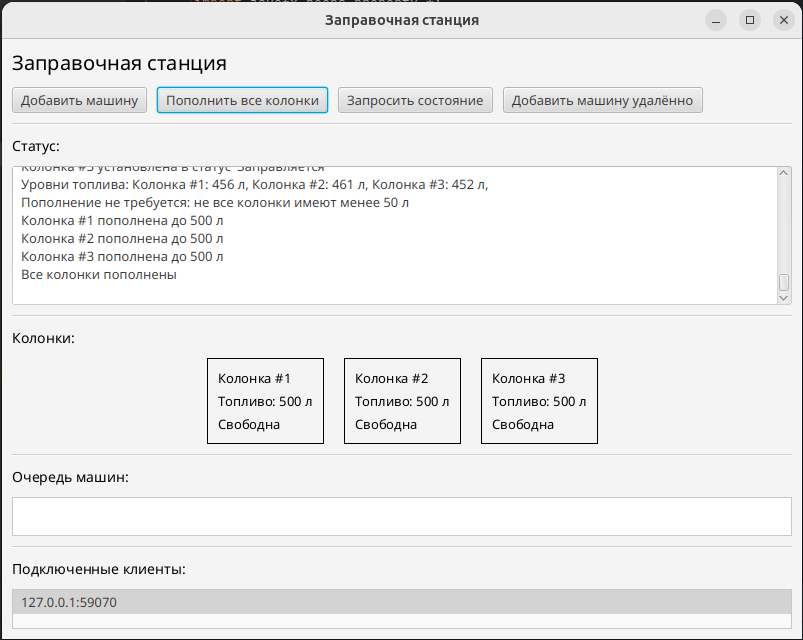 Заправочная станция
Заправочная станция
Добавить машину Пополнить все колонки Запросить состояние Добавить машину удалённо
Статус:
Колонка #3 установлена в статус 'Заправляется'
Уровни топлива: Колонка #1: 456 л, Колонка #2: 461 л, Колонка #3: 452 л,
Пополнение не требуется: не все колонки имеют менее 50 л
Колонка #1 пополнена до 500 л
Колонка #2 пополнена до 500 л
Колонка #3 пополнена до 500 л
Все колонки пополнены
Колонки:
Колонка #1 Колонка #2 Колонка #3
Топливо: 500 л Топливо: 500 л Топливо: 500 л
Свободна Свободна Свободна
Очередь машин:
Подключенные клиенты:
127.0.0.1:59070